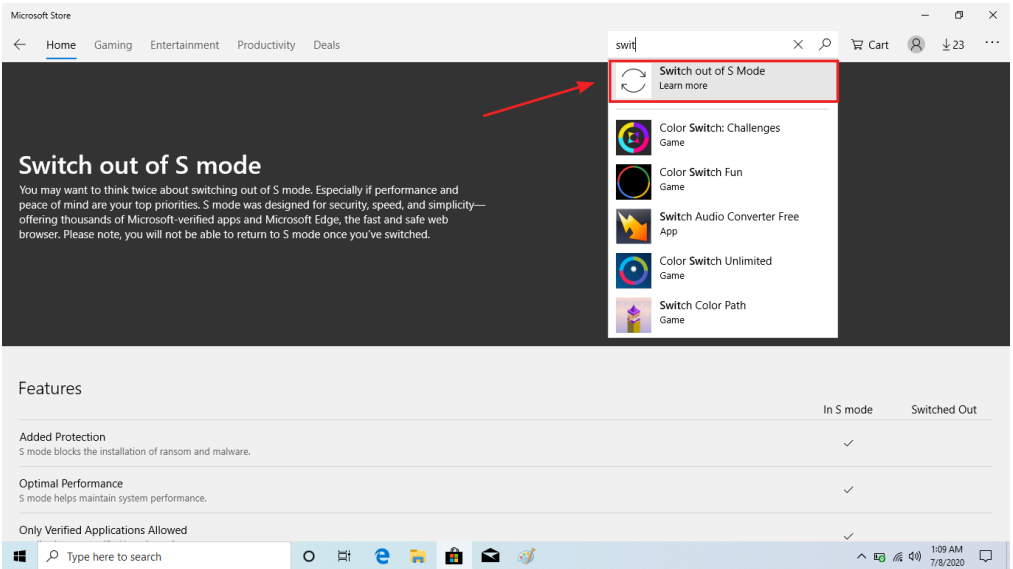 Microsoft Store
Home Gaming Entertainment Productivity Deals
swit
Cart
23
Switch out of S Mode
Learn more
Color Switch: Challenges
Game
Color Switch Fun
Game
Switch Audio Converter Free
App
Color Switch Unlimited
Game
Switch Color Path
Game
Switch out of S mode
You may want to think twice about switching out of S mode. Especially if performance and
peace of mind are your top priorities. S mode was designed for security, speed, and simplicity—
offering thousands of Microsoft-verified apps and Microsoft Edge, the fast and safe web
browser. Please note, you will not be able to return to S mode once you've switched.
Features
In S mode Switched Out
Added Protection
S mode blocks the installation of ransom and malware.
Optimal Performance
S mode helps maintain system performance.
Only Verified Applications Allowed
Type here to search
1:09 AM
7/8/2020